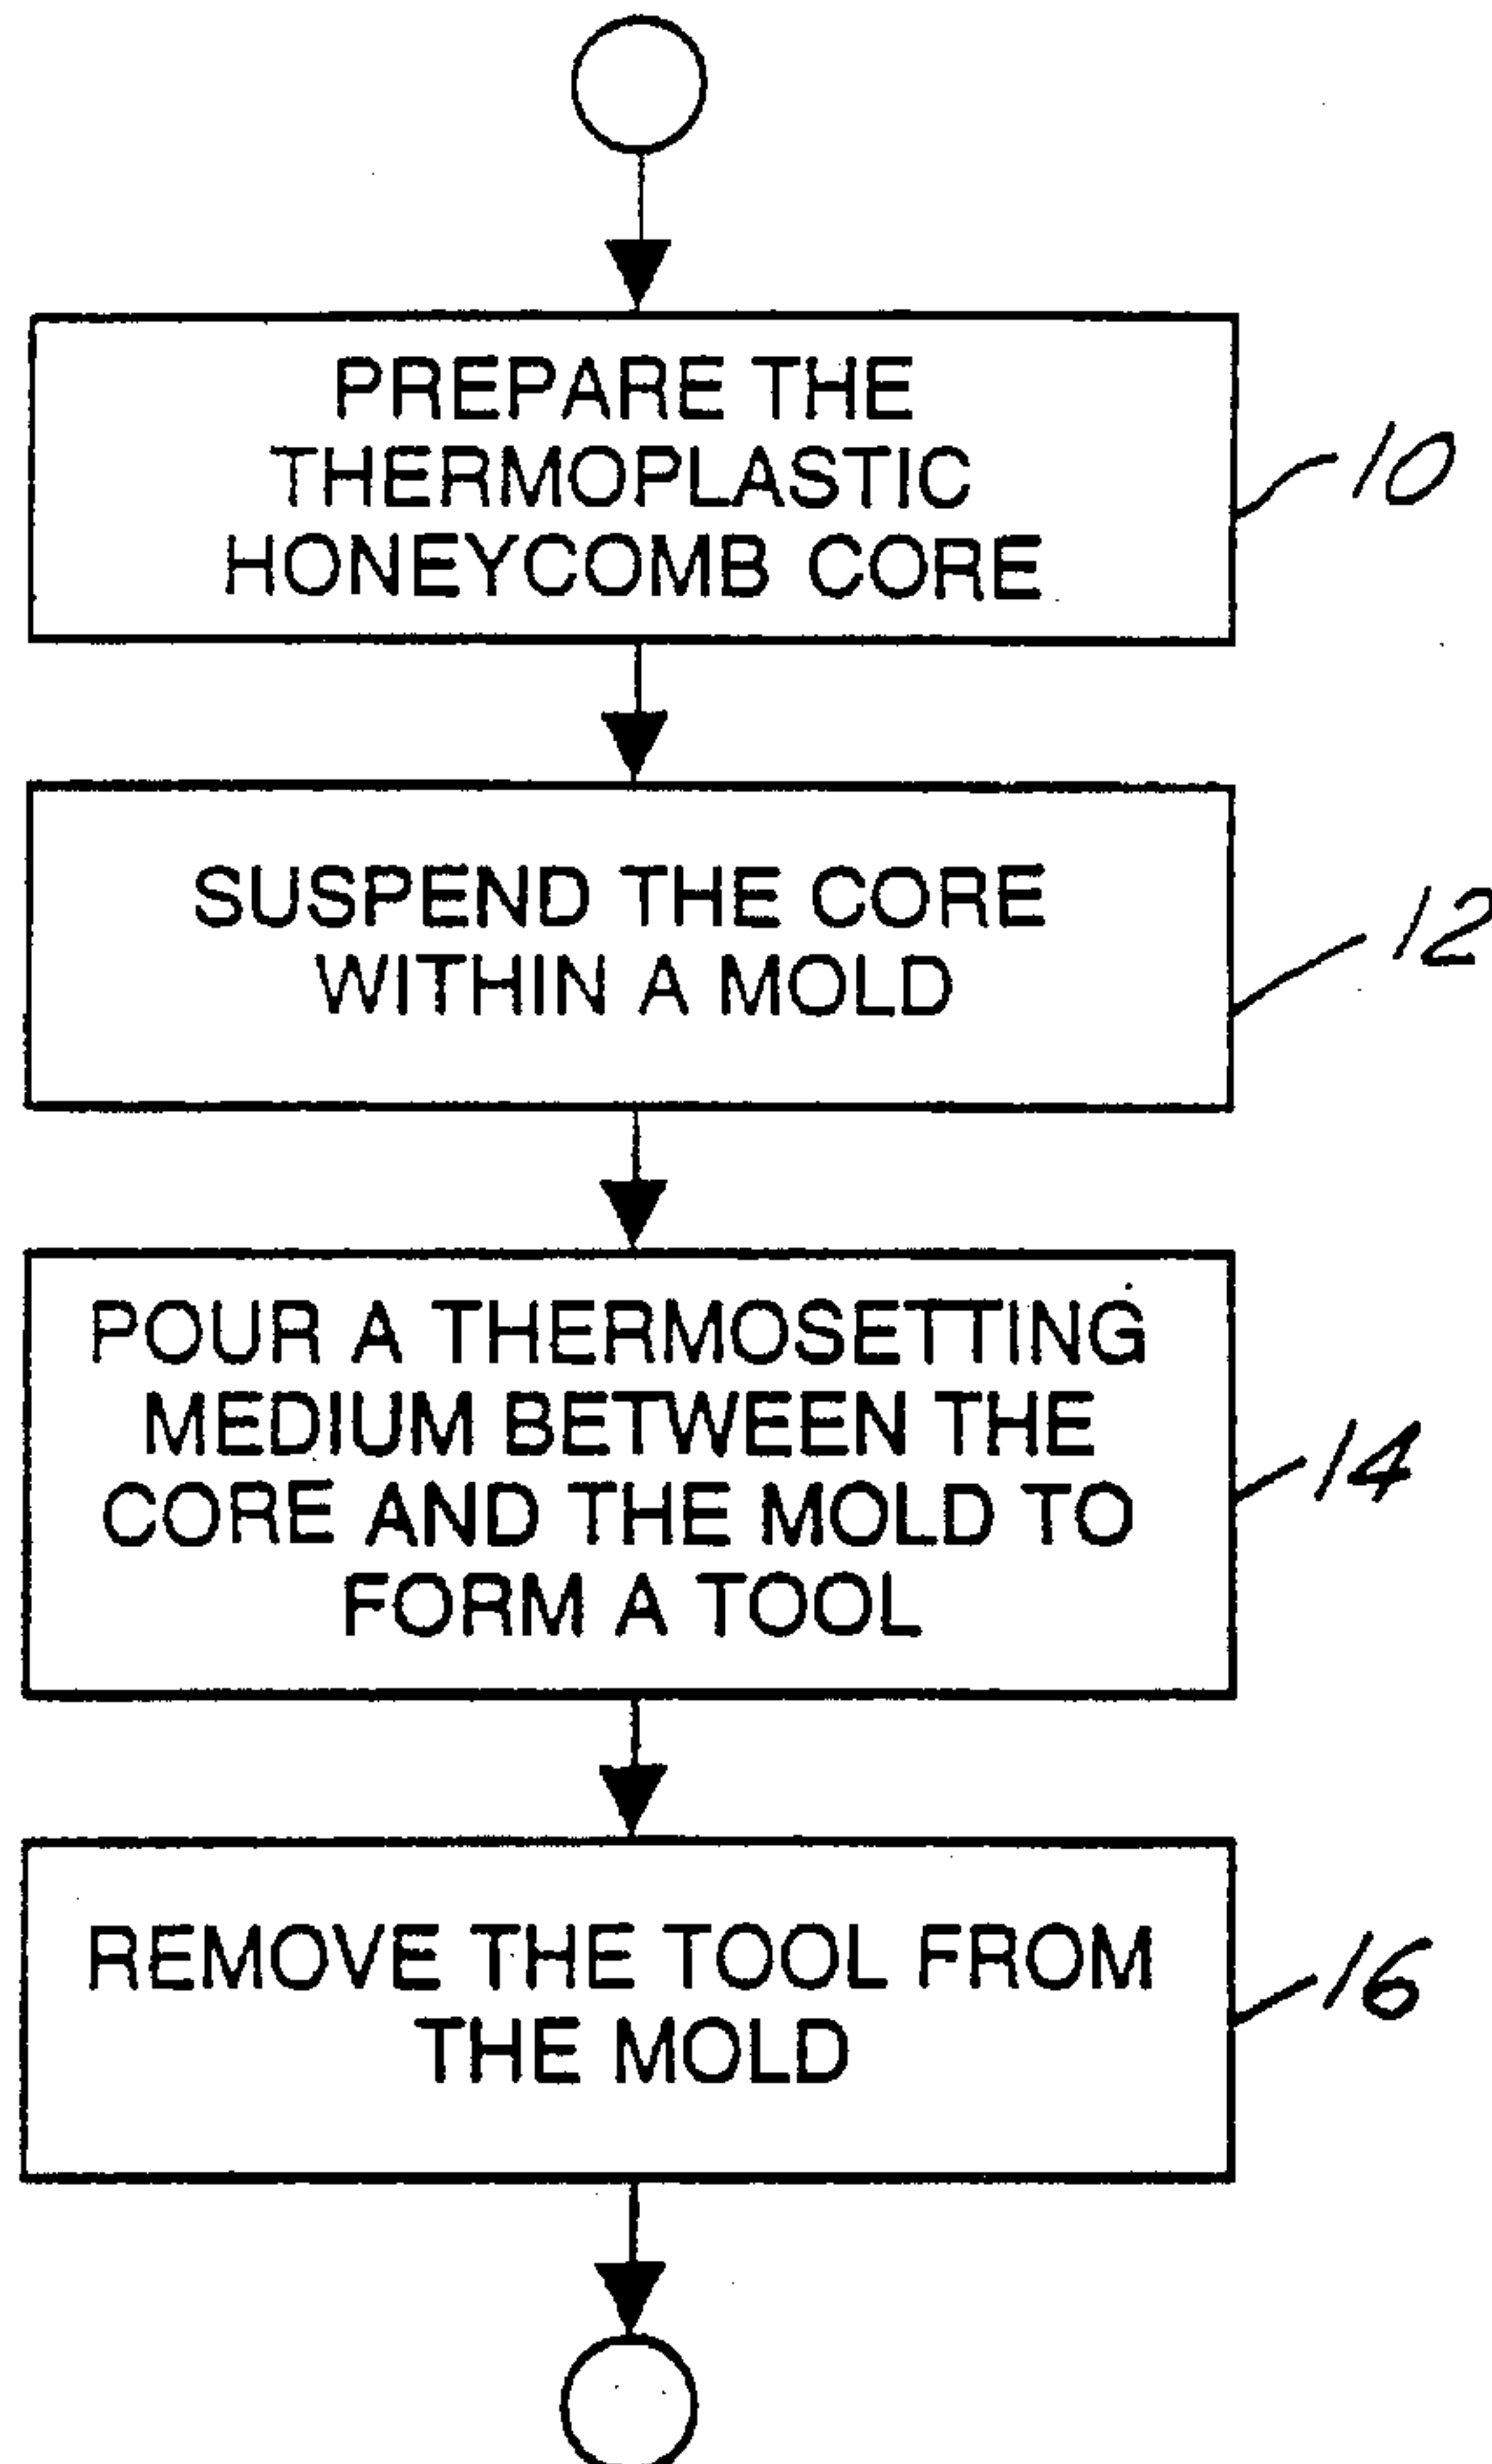 PREPARE THE
THERMOPLASTIC
HONEYCOMB CORE
10
SUSPEND THE CORE
WITHIN A MOLD
12
POUR A THERMOSETTING
MEDIUM BETWEEN THE
CORE AND THE MOLD TO
FORM A TOOL
14
REMOVE THE TOOL FROM
THE MOLD
16